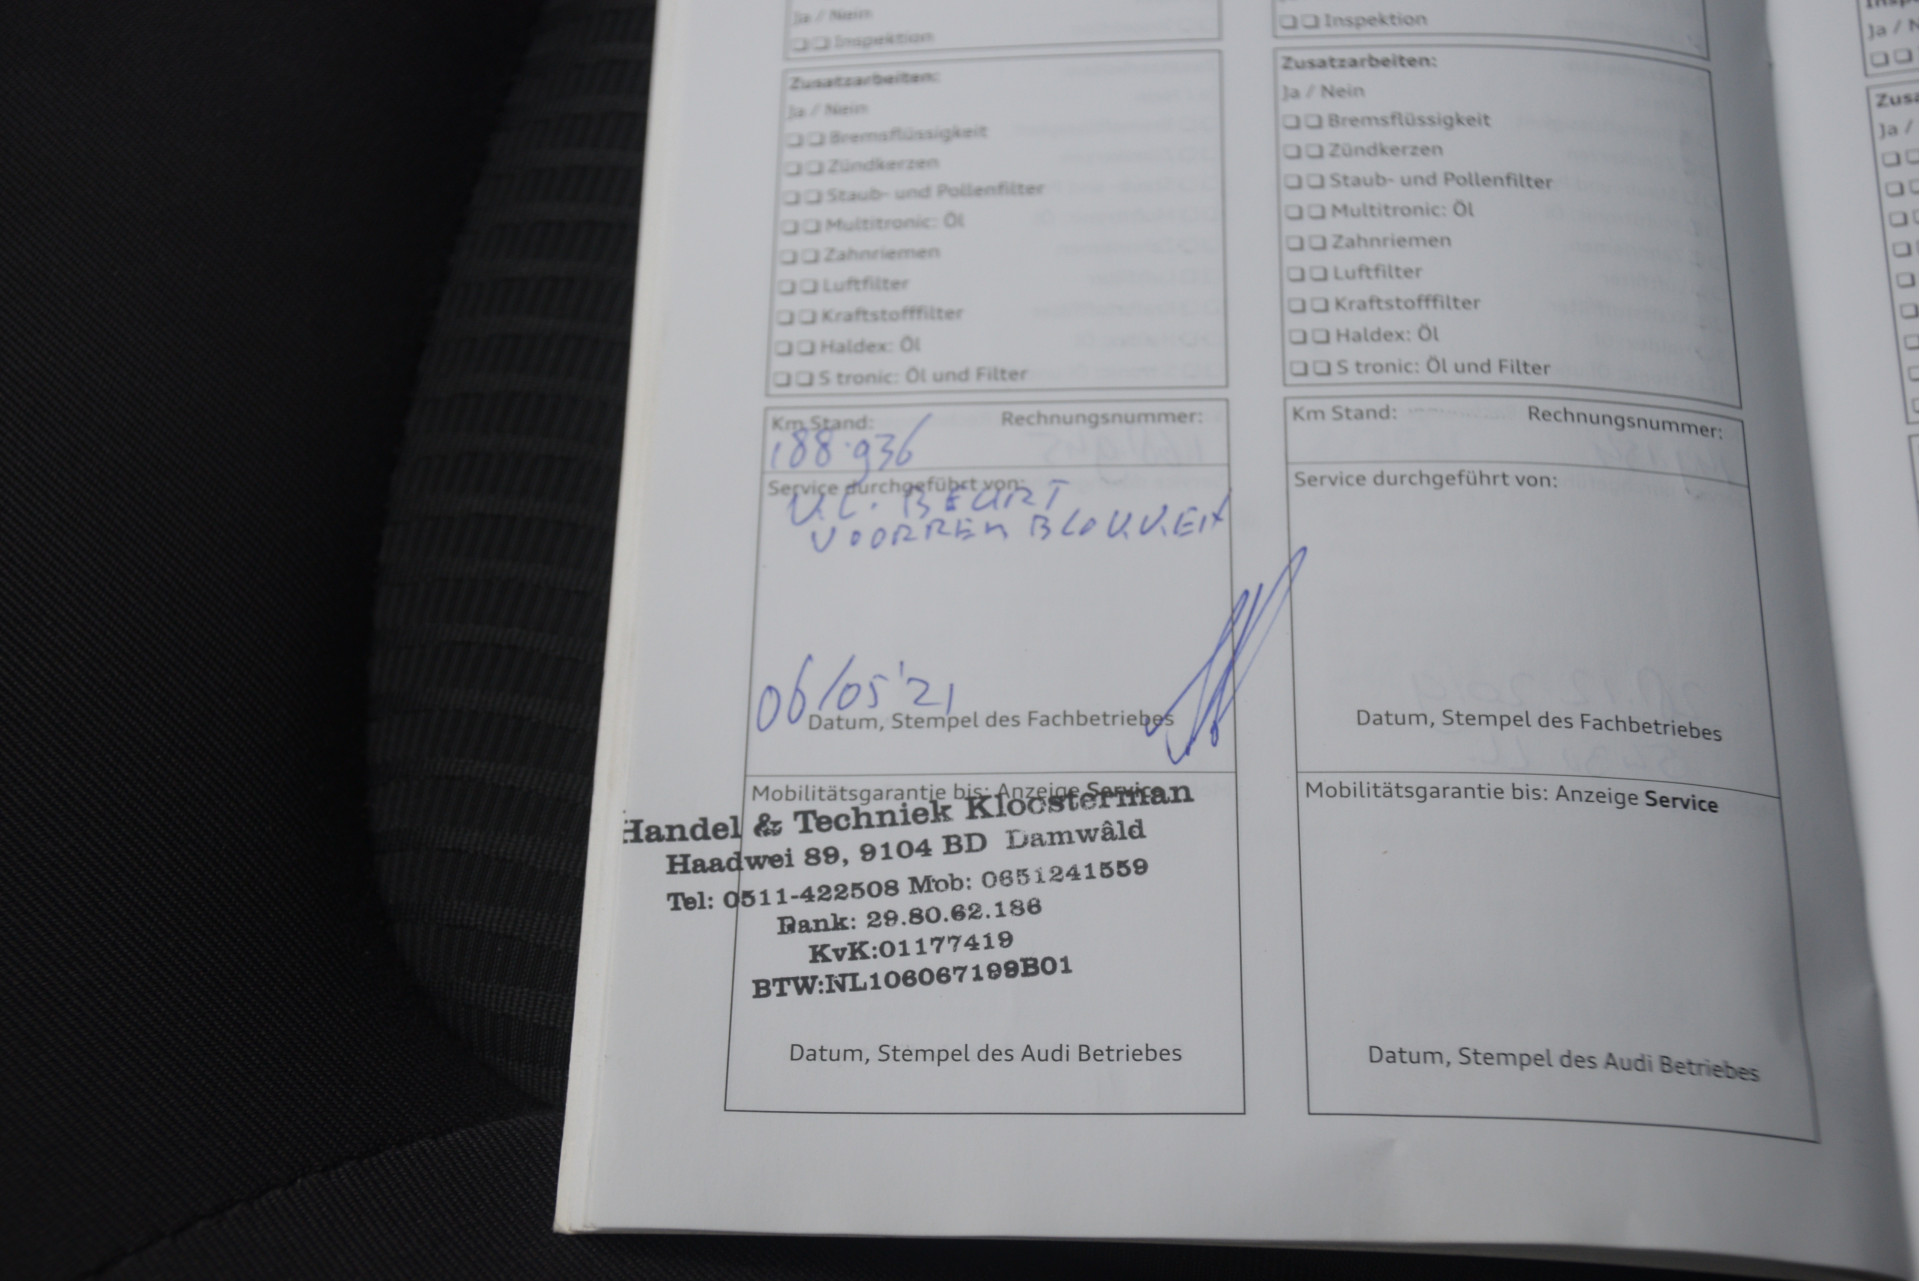 Ja / Nein
❏ ❏ Inspektion
Zusatzarbeiten:
Ja / Nein
❏ ❏ Bremsflüssigkeit
❏ ❏ Zündkerzen
❏ ❏ Staub- und Pollenfilter
❏ ❏ Multitronic: Öl
❏ ❏ Zahnriemen
❏ ❏ Luftfilter
❏ ❏ Kraftstofffilter
❏ ❏ Haldex: Öl
❏ ❏ S tronic: Öl und Filter
Km Stand: Rechnungsnummer:
188.936
Service durchgeführt von:
KL. BEURT
VOORREM BLOKKEN
06/05'21
Datum, Stempel des Fachbetriebes
Mobilitätsgarantie bis: Anzeige Service
Handel & Techniek Kloosterman
Haadwei 89, 9104 BD Damwâld
Tel: 0511-422508 Mob: 0651241559
Bank: 29.80.62.186
KvK:01177419
BTW:NL106067199B01
Datum, Stempel des Audi Betriebes
❏ ❏ Inspektion
Zusatzarbeiten:
Ja / Nein
❏ ❏ Bremsflüssigkeit
❏ ❏ Zündkerzen
❏ ❏ Staub- und Pollenfilter
❏ ❏ Multitronic: Öl
❏ ❏ Zahnriemen
❏ ❏ Luftfilter
❏ ❏ Kraftstofffilter
❏ ❏ Haldex: Öl
❏ ❏ S tronic: Öl und Filter
Km Stand: Rechnungsnummer:
Service durchgeführt von:
Datum, Stempel des Fachbetriebes
Mobilitätsgarantie bis: Anzeige Service
Datum, Stempel des Audi Betriebes
Ja /
❏ ❏
Zusa
Ja /